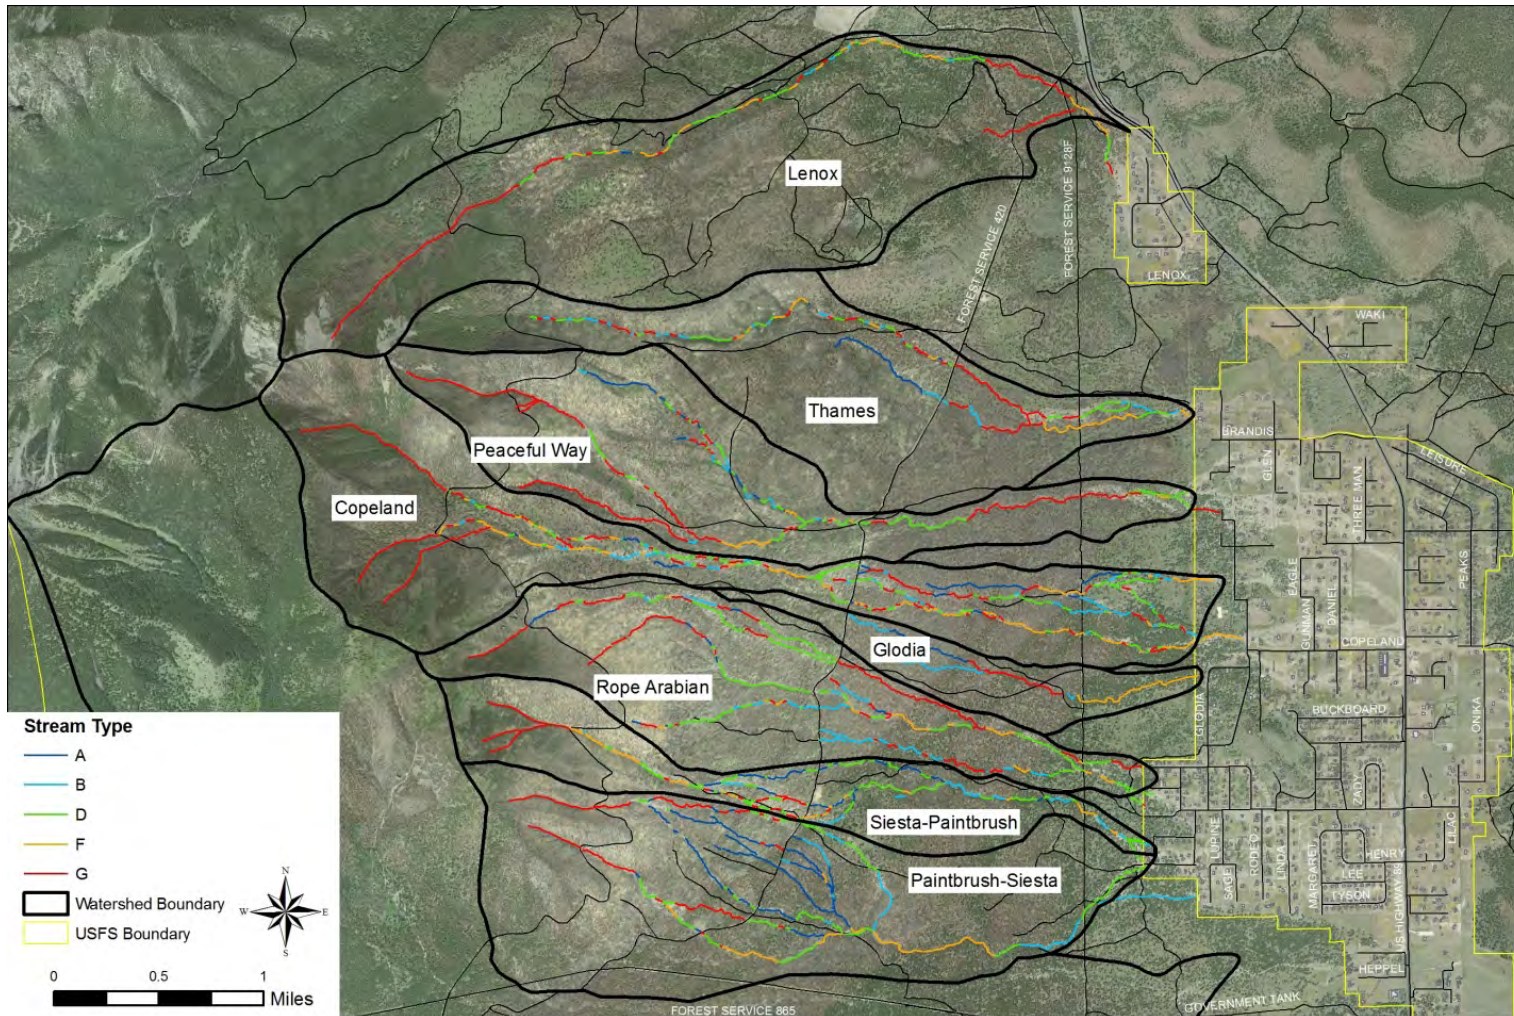 Lenox
FOREST SERVICE 420
FOREST SERVICE 9128F
LENOX
WAKI
Thames
BRANDIS
GLEN
THREE MAN
LEISURE
Peaceful Way
Copeland
EAGLE
GUNMAN
DANIEL
PEAKS
COPELAND
Glodia
Rope Arabian
GLODIA
BUCKBOARD
ONIKA
ZADY
Siesta-Paintbrush
LUPINE
SAGE
RODEO
LINDA
MARGARET
HENRY
LEE
TYSON
LILAC
Paintbrush-Siesta
US HIGHWAY 89
HEPPEL
GOVERNMENT TANK
FOREST SERVICE 865
Stream Type
A
B
D
F
G
Watershed Boundary
USFS Boundary
N
W
E
S
0 0.5 1
Miles